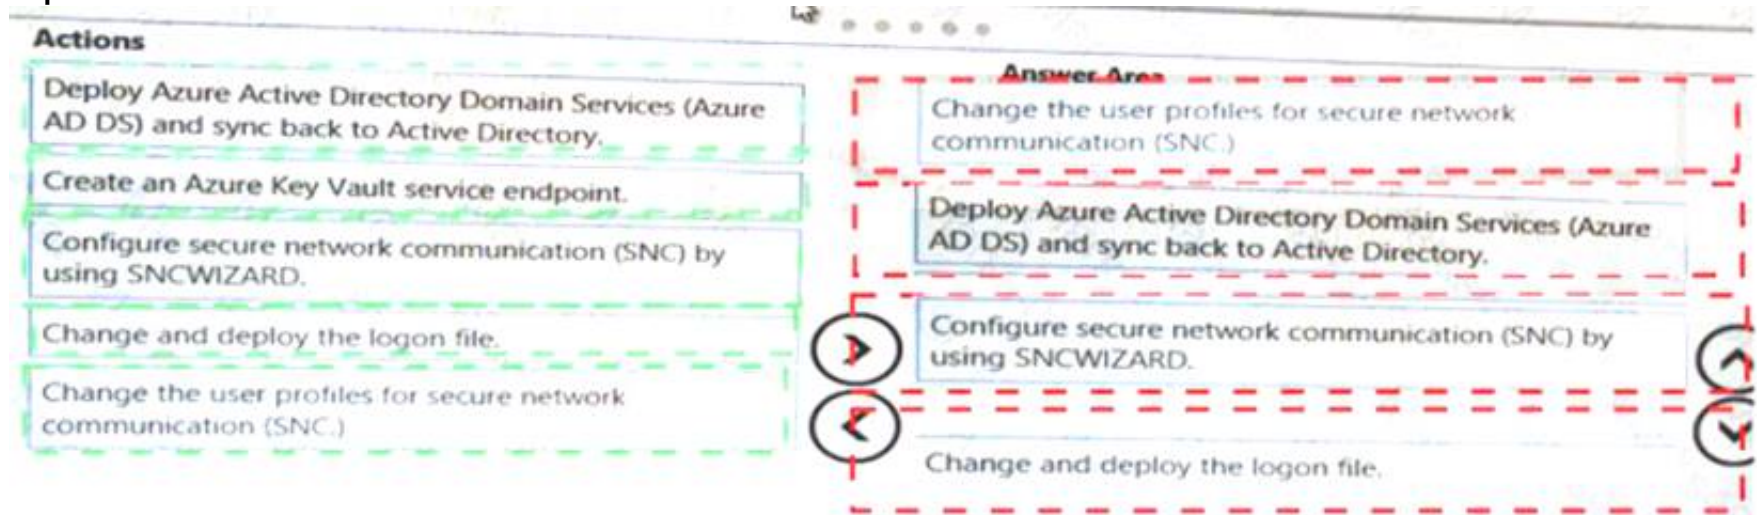 Actions
Deploy Azure Active Directory Domain Services (Azure
AD DS) and sync back to Active Directory.
Create an Azure Key Vault service endpoint.
Configure secure network communication (SNC) by
using SNCWIZARD.
Change and deploy the logon file.
Change the user profiles for secure network
communication (SNC.)
Answer Area
Change the user profiles for secure network
communication (SNC.)
Deploy Azure Active Directory Domain Services (Azure
AD DS) and sync back to Active Directory.
Configure secure network communication (SNC) by
using SNCWIZARD.
Change and deploy the logon file.